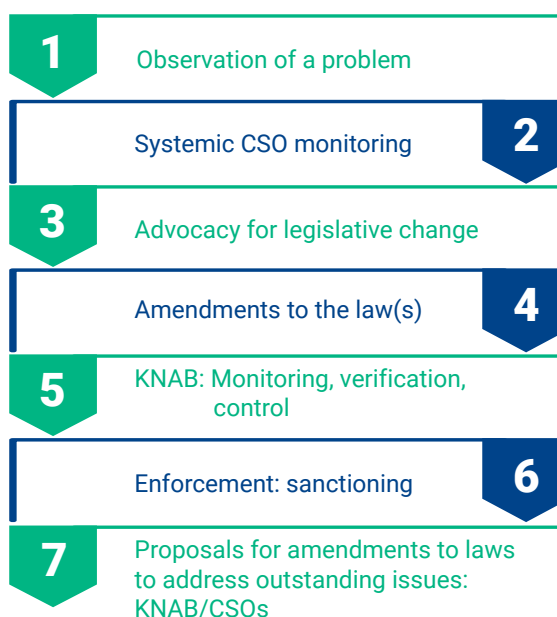 1
Observation of a problem
Systemic CSO monitoring
2
3
Advocacy for legislative change
Amendments to the law(s)
4
5
KNAB: Monitoring, verification,
control
Enforcement: sanctioning
6
7
Proposals for amendments to laws
to address outstanding issues:
KNAB/CSOs